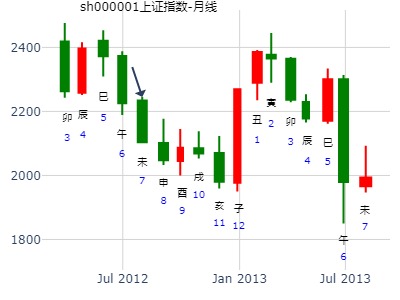 sh000001上证指数-月线
2400
2200
2000
1800
卯
3
辰
4
巳
5
午
6
未
7
申
8
酉
9
戌
10
亥
11
子
12
丑
1
寅
2
卯
3
辰
4
巳
5
午
6
未
7
Jul 2012
Jan 2013
Jul 2013